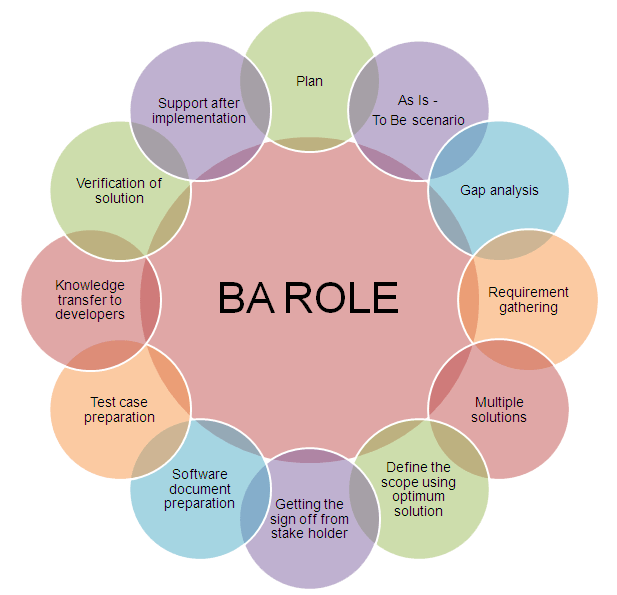 Plan
As Is -
To Be scenario
Gap analysis
Requirement
gathering
Multiple
solutions
Define the
scope using
optimum
solution
Getting the
sign off from
stake holder
Software
document
preparation
Test case
preparation
Knowledge
transfer to
developers
Verification of
solution
Support after
implementation
BA ROLE